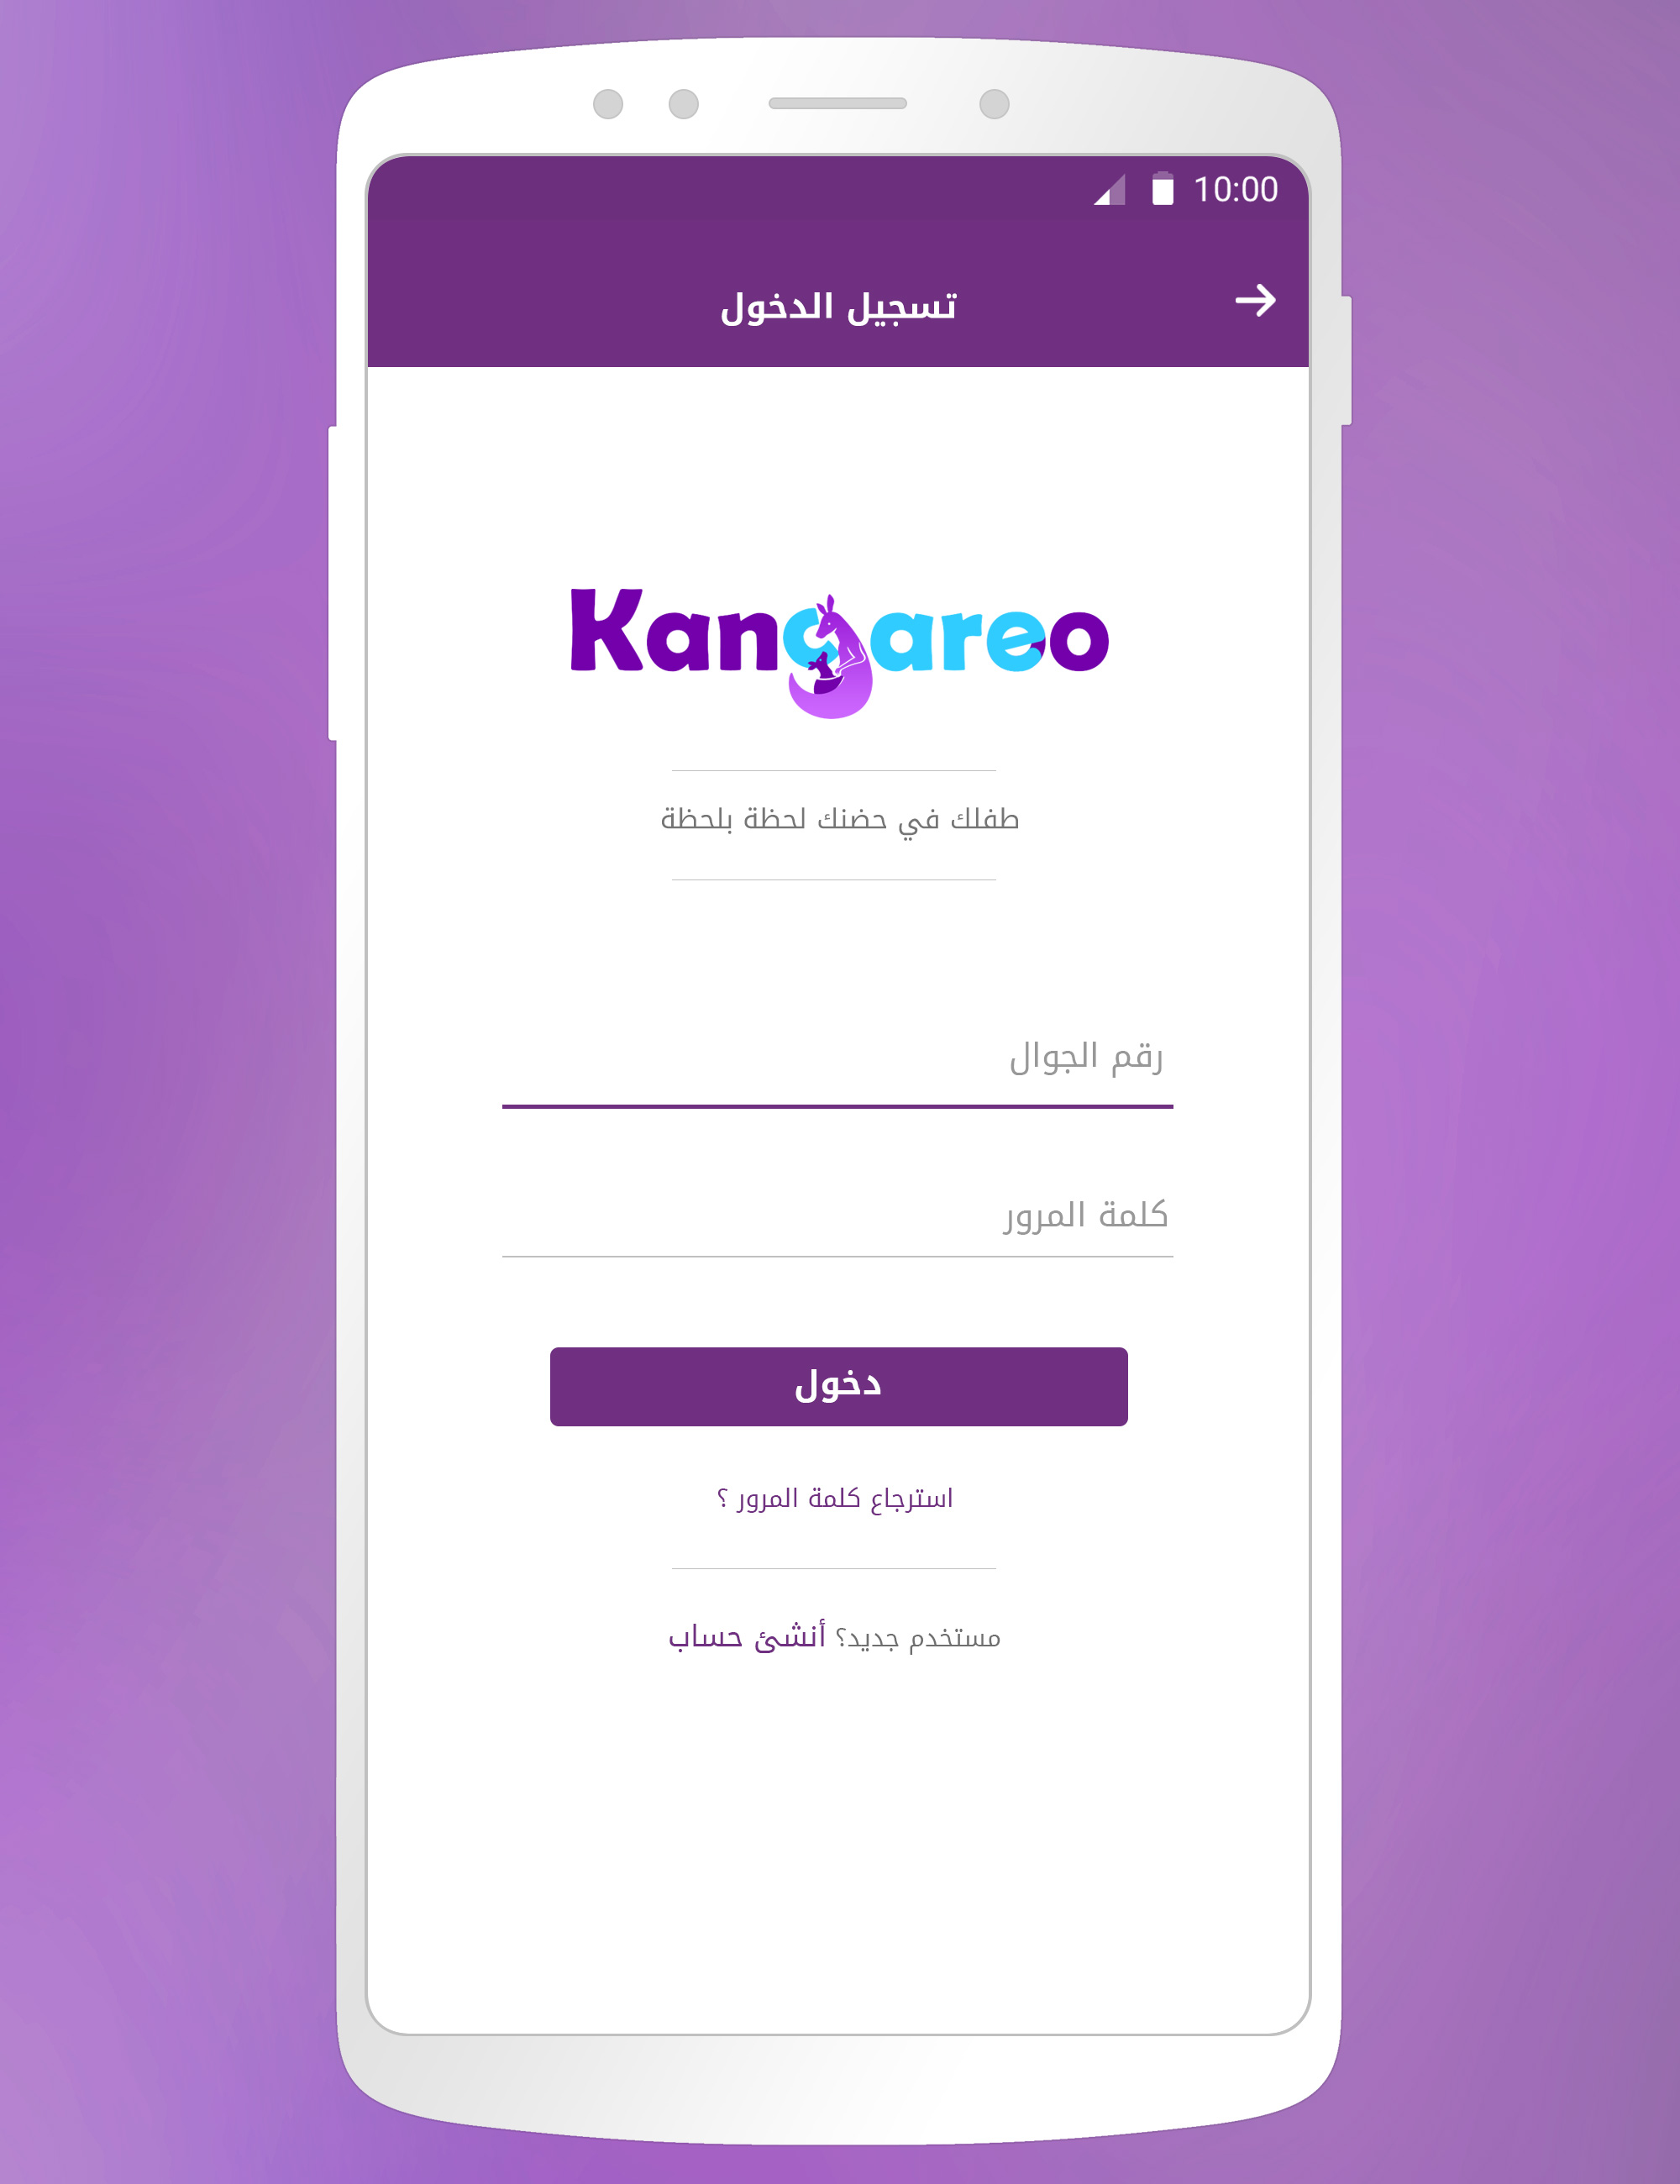 10:00
تسجيل الدخول
Kangareo
طفلك في حضنك لحظة بلحظة
رقم الجوال
كلمة المرور
دخول
استرجاع كلمة المرور ؟
مستخدم جديد؟ أنشئ حساب